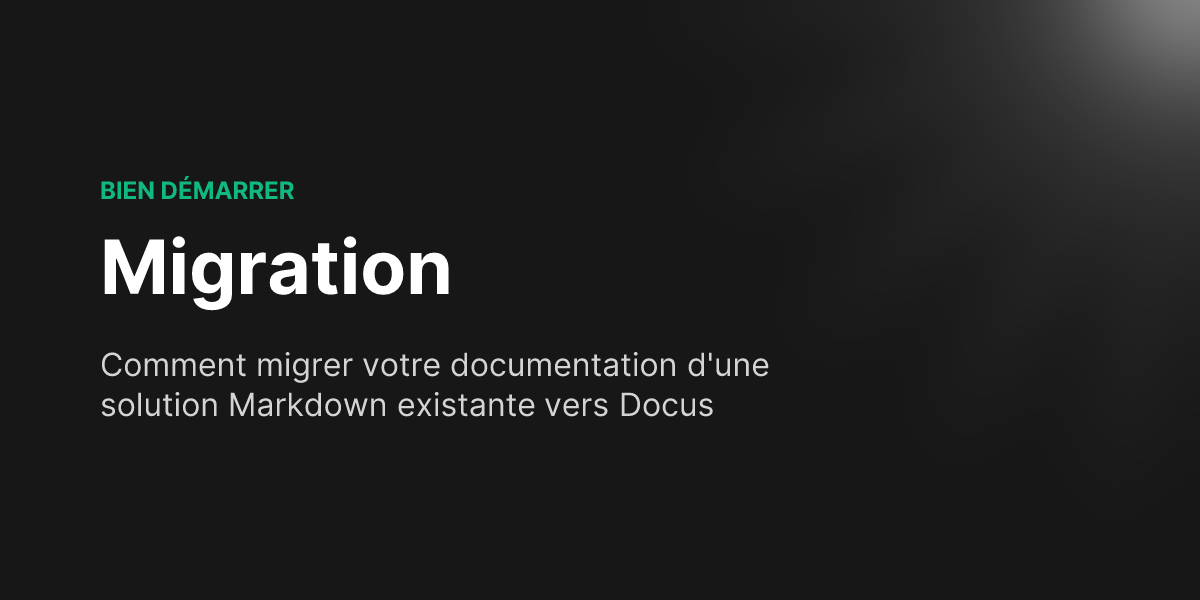 BIEN DÉMARRER
Migration
Comment migrer votre documentation d'une
solution Markdown existante vers Docus